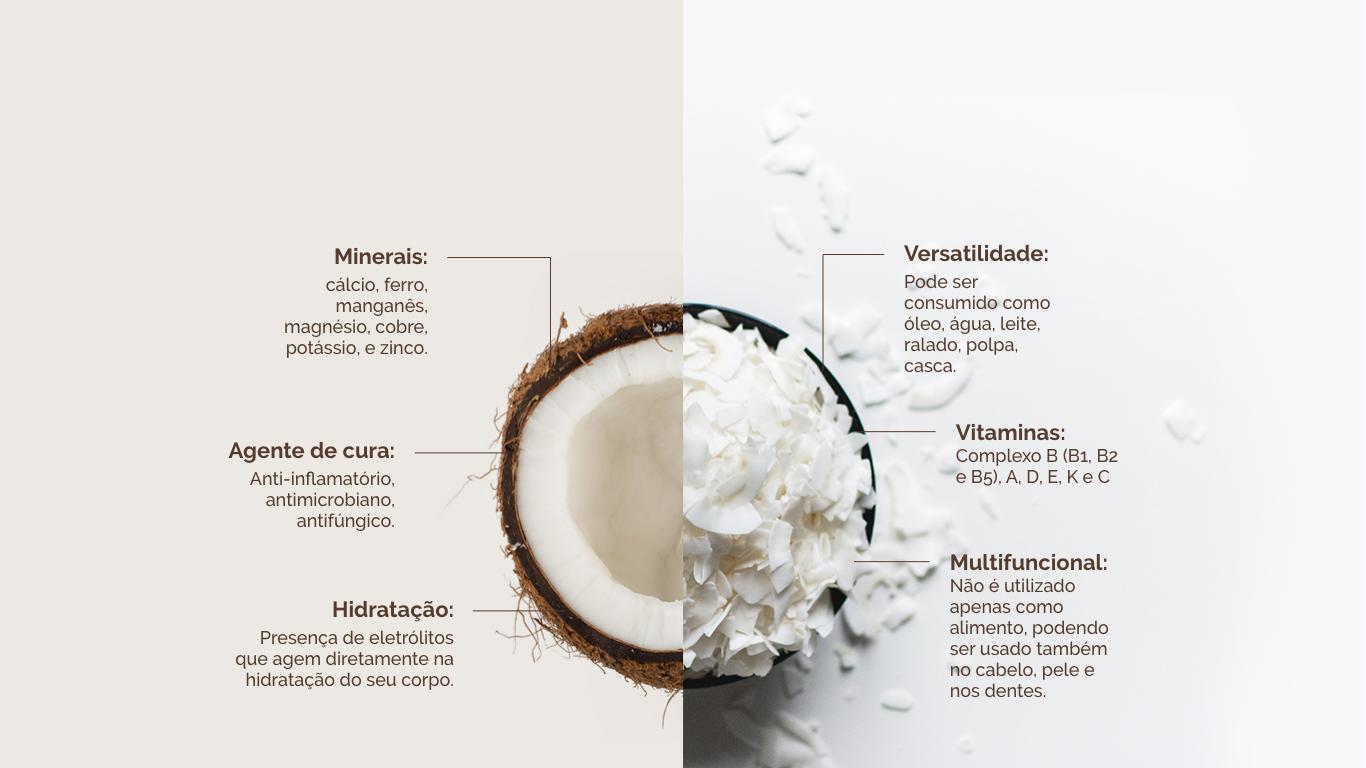 Minerais:
cálcio, ferro,
manganês,
magnésio, cobre,
potássio, e zinco.
Agente de cura:
Anti-inflamatório,
antimicrobiano,
antifúngico.
Hidratação:
Presença de eletrólitos
que agem diretamente na
hidratação do seu corpo.
Versatilidade:
Pode ser
consumido como
óleo, água, leite,
ralado, polpa,
casca.
Vitaminas:
Complexo B (B1, B2
e B5), A, D, E, K e C
Multifuncional:
Não é utilizado
apenas como
alimento, podendo
ser usado também
no cabelo, pele e
nos dentes.